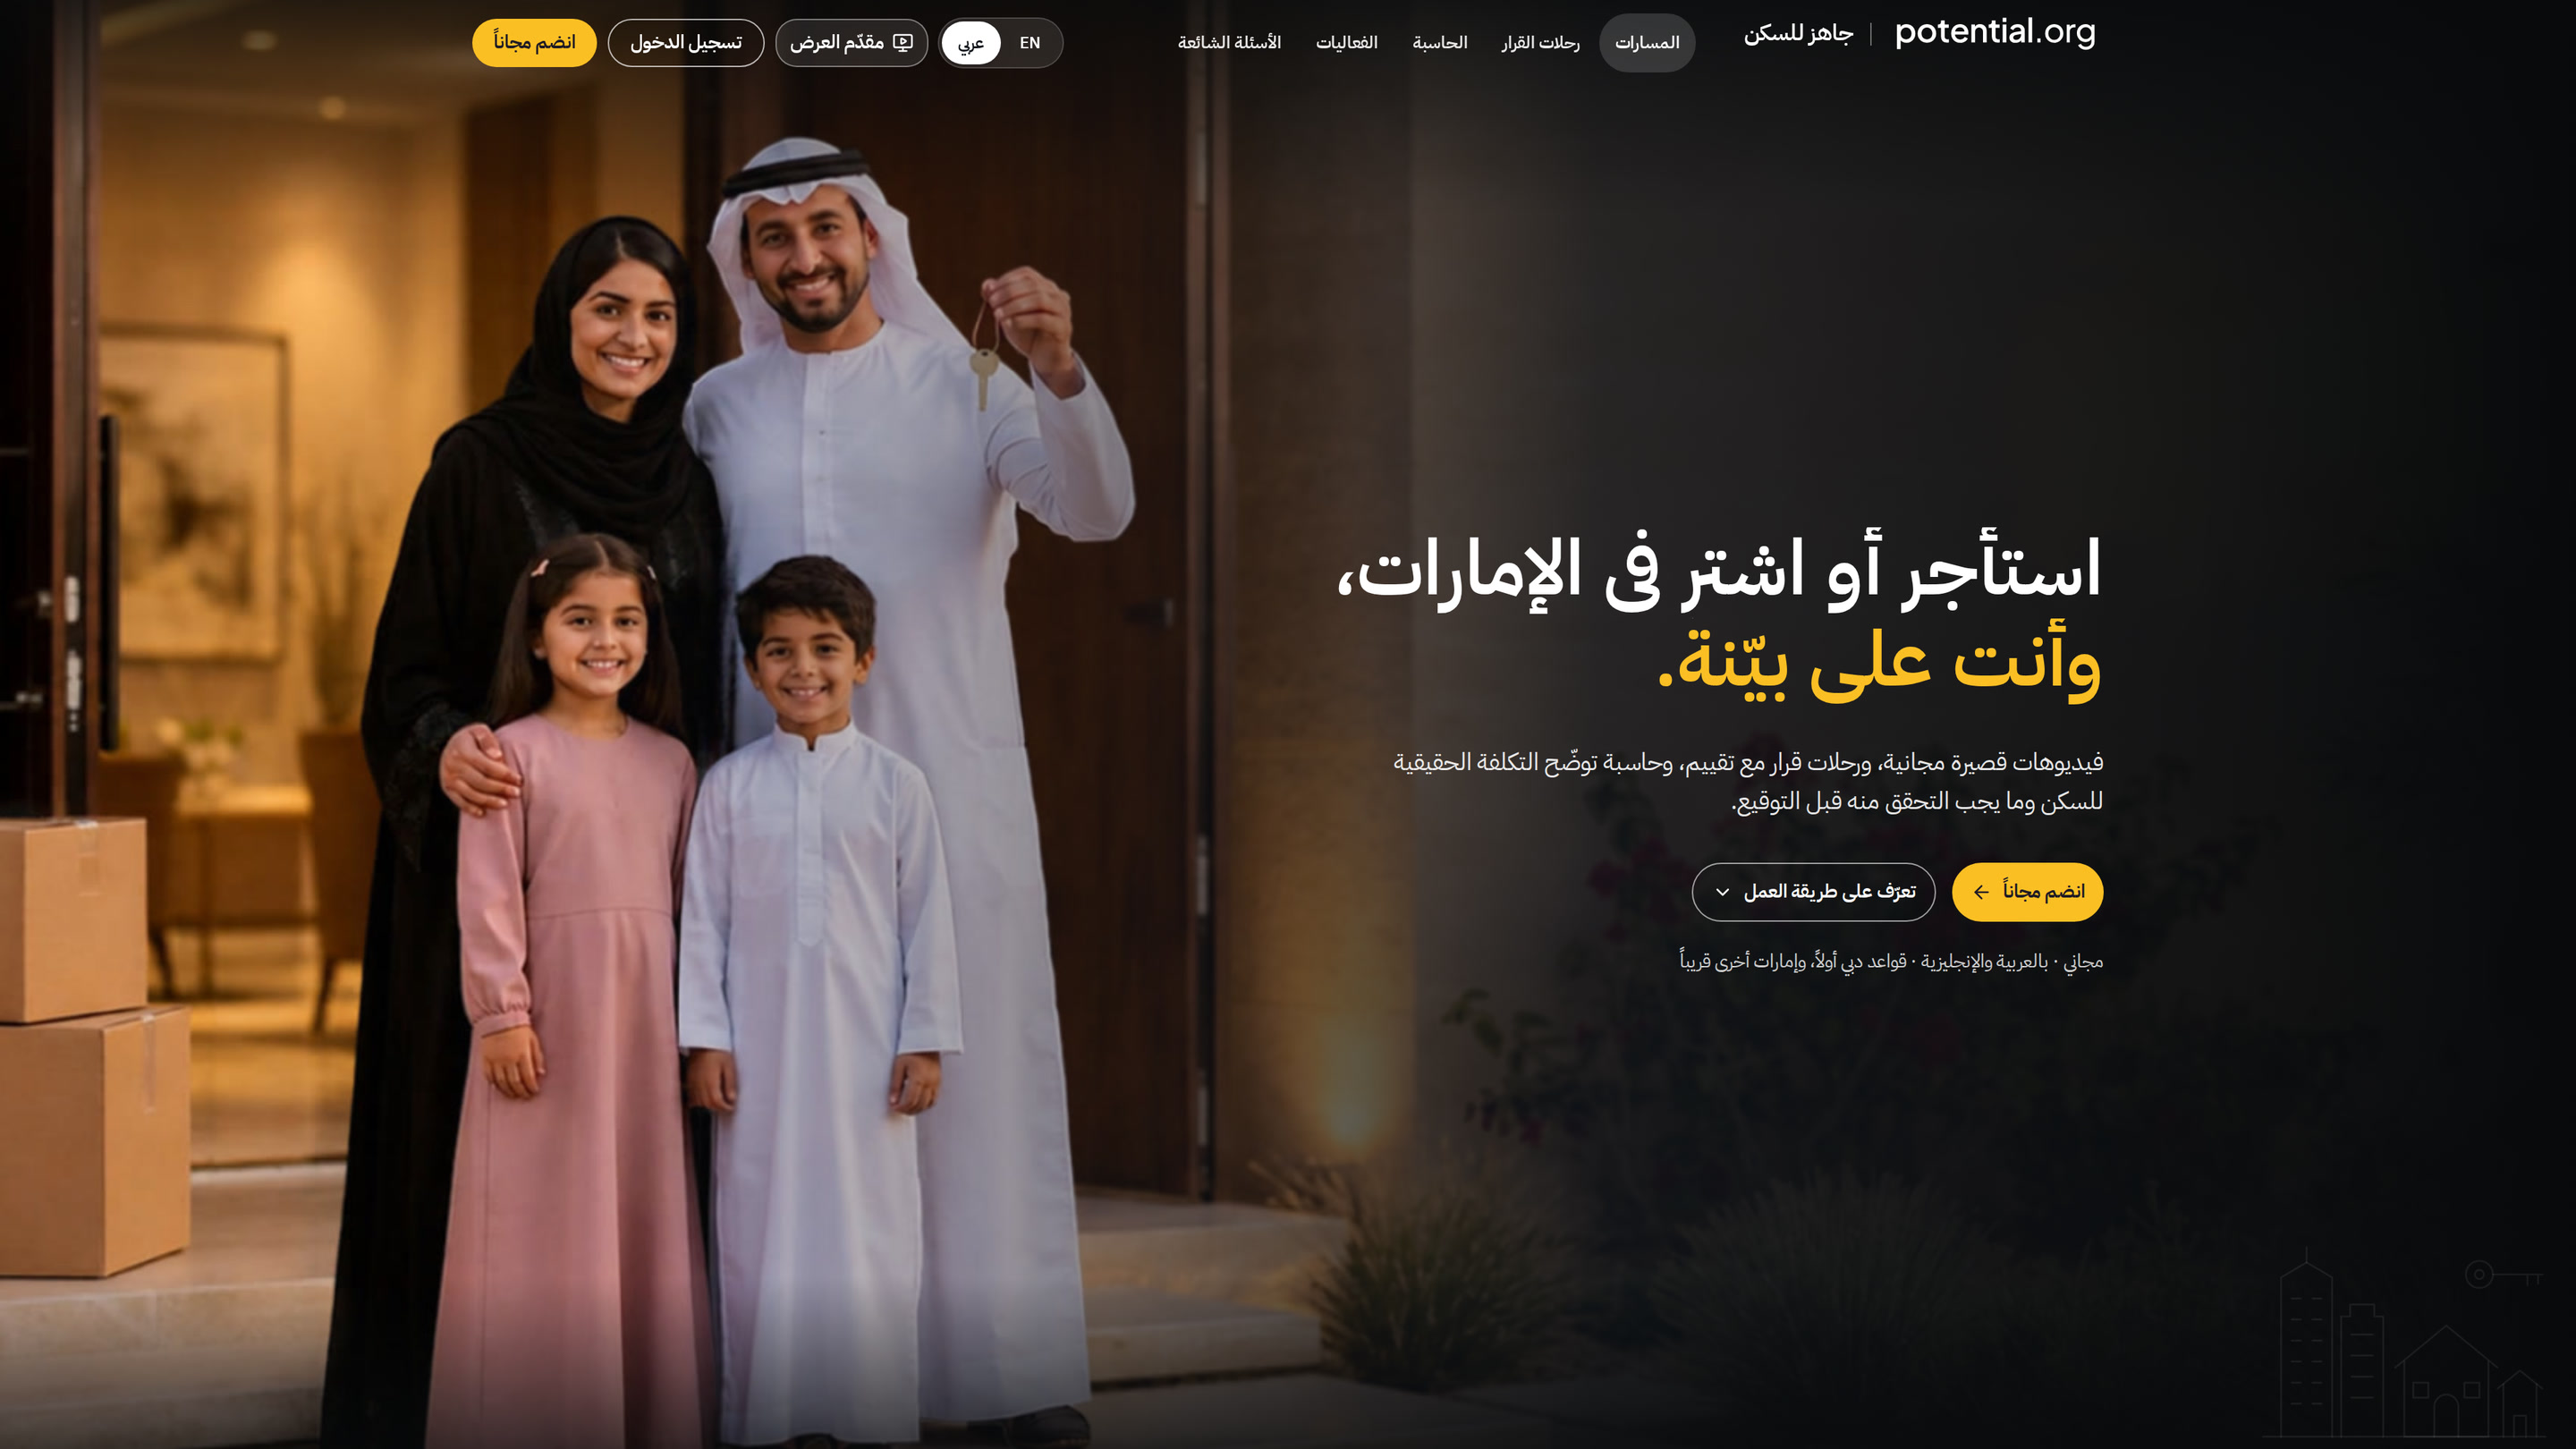 potential.org | جاهز للسكن
المسارات رحلات القرار الحاسبة الفعاليات الأسئلة الشائعة
EN عربي مقدّم العرض تسجيل الدخول انضم مجاناً
استأجر أو اشترِ في الإمارات،
وأنت على بيّنة.
فيديوهات قصيرة مجانية، ورحلات قرار مع تقييم، وحاسبة توضّح التكلفة الحقيقية
للسكن وما يجب التحقق منه قبل التوقيع.
انضم مجاناً تعرّف على طريقة العمل
مجاني · بالعربية والإنجليزية · قواعد دبي أولاً، وإمارات أخرى قريباً